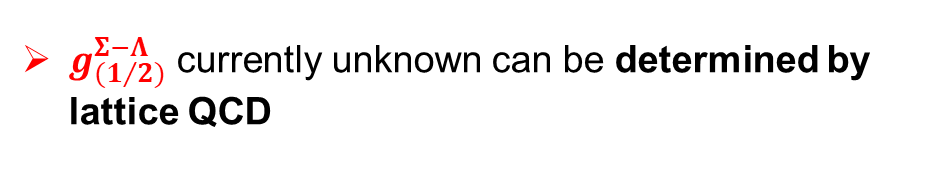 ➢ g^{Σ−Λ}_{(1/2)} currently unknown can be determined by
lattice QCD